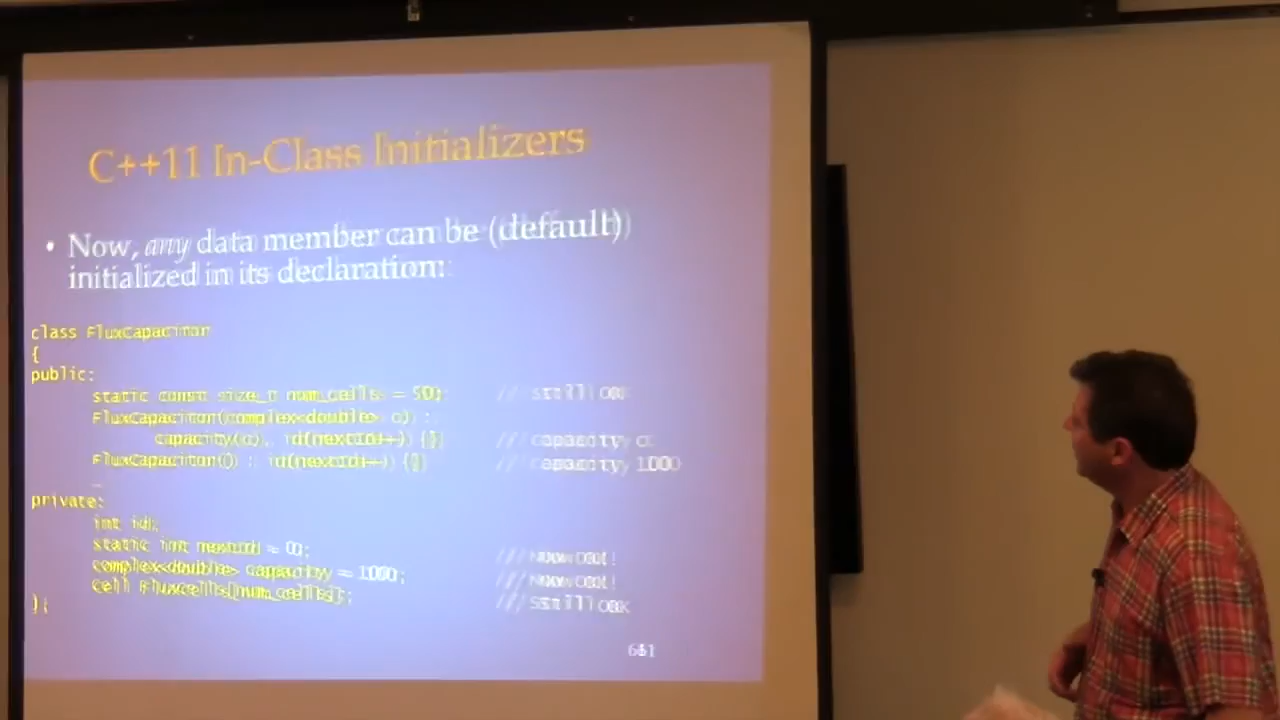 C++11 In-Class Initializers
• Now, any data member can be (default)
initialized in its declaration:
class FluxCapacitor
{
public:
static const size_t num_cells = 50; // still OK
FluxCapacitor(complex<double> c) :
capacity(c), id(nextId++) {} // capacity c
FluxCapacitor() : id(nextId++) {} // capacity 100
…
private:
int id;
static int nextId = 0; // Now OK!
complex<double> capacity = 100; // Now OK!
Cell FluxCells[num_cells]; // Still OK
};